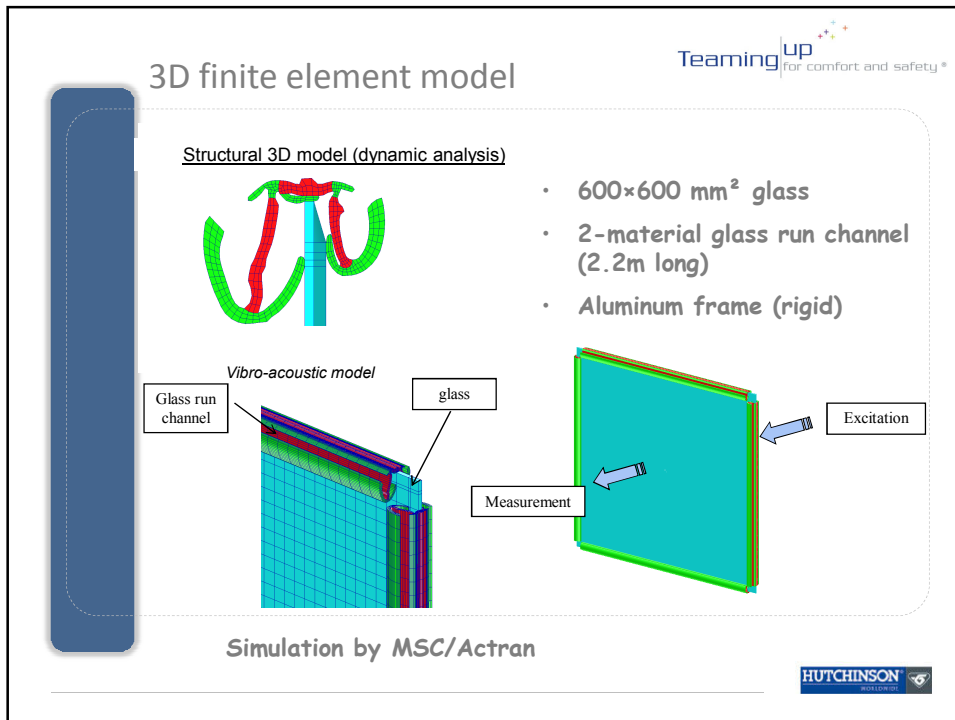 Teaming up
for comfort and safety ®
3D finite element model
Structural 3D model (dynamic analysis)
• 600×600 mm² glass
• 2-material glass run channel
(2.2m long)
• Aluminum frame (rigid)
Vibro-acoustic model
Glass run
channel
glass
Excitation
Measurement
Simulation by MSC/Actran
HUTCHINSON®
WORLDWIDE